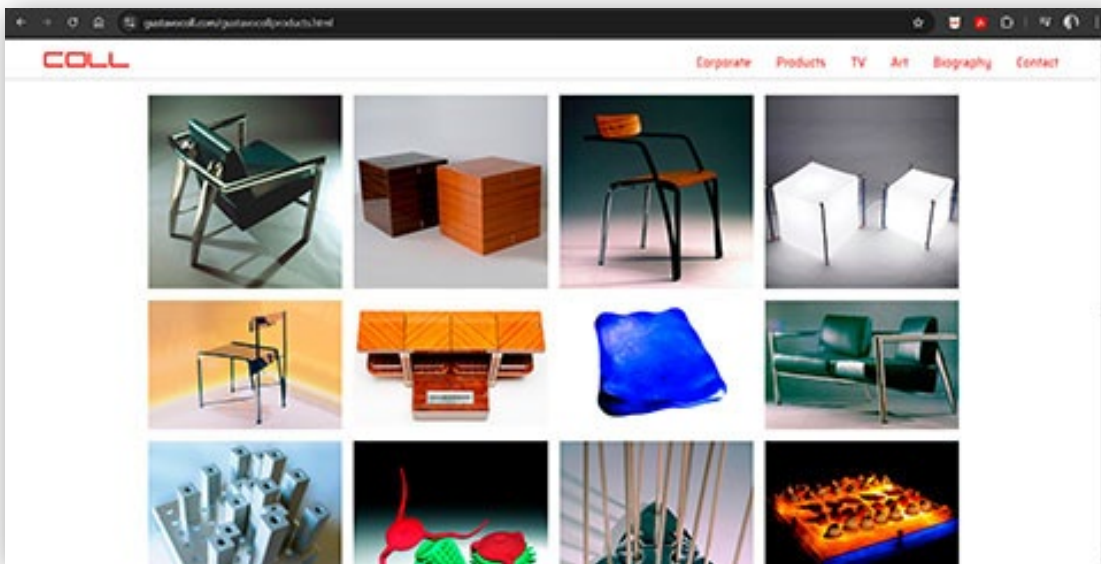 gustavocoll.com/gustavocollproducts.html
COLL
Corporate Products TV Art Biography Contact